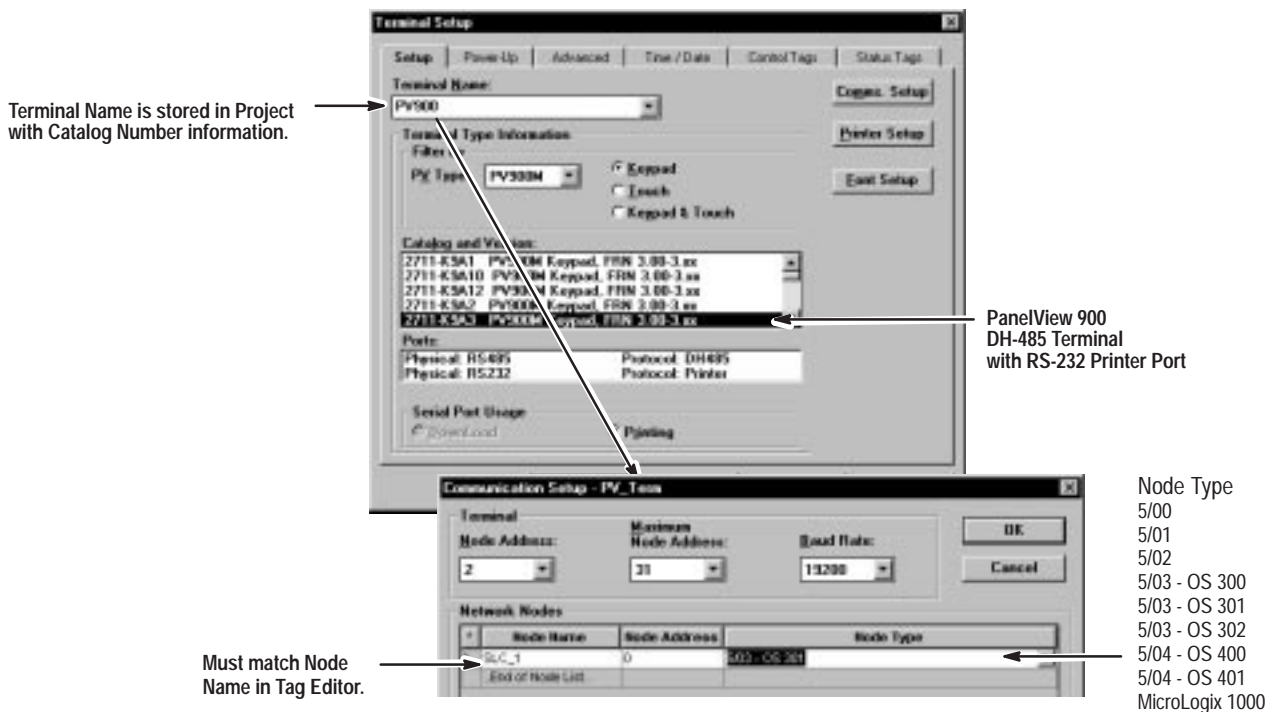 Terminal Setup
Setup Power-Up Advanced Time / Date Control Tags Status Tags
Terminal Name:
PV900
Comms. Setup
Printer Setup
Font Setup
Terminal Type Information
Filter
PV Type PV900M
Keypad
Touch
Keypad & Touch
Catalog and Version:
2711-K9A1 PV900M Keypad, FRN 3.00-3.xx
2711-K9A10 PV900M Keypad, FRN 3.00-3.xx
2711-K9A12 PV900M Keypad, FRN 3.00-3.xx
2711-K9A2 PV900M Keypad, FRN 3.00-3.xx
2711-K9A3 PV900M Keypad, FRN 3.00-3.xx
Ports:
Physical: RS485 Protocol: DH485
Physical: RS232 Protocol: Printer
Serial Port Usage
DownLoad Printing
Terminal Name is stored in Project
with Catalog Number information.
PanelView 900
DH-485 Terminal
with RS-232 Printer Port
Communication Setup - PV_Term
Terminal
Node Address:
2
Maximum
Node Address:
31
Baud Rate:
19200
OK
Cancel
Network Nodes
* Node Name Node Address Node Type
SLC_1 0 5/03 - OS 301
End of Node List
Must match Node
Name in Tag Editor.
Node Type
5/00
5/01
5/02
5/03 - OS 300
5/03 - OS 301
5/03 - OS 302
5/04 - OS 400
5/04 - OS 401
MicroLogix 1000